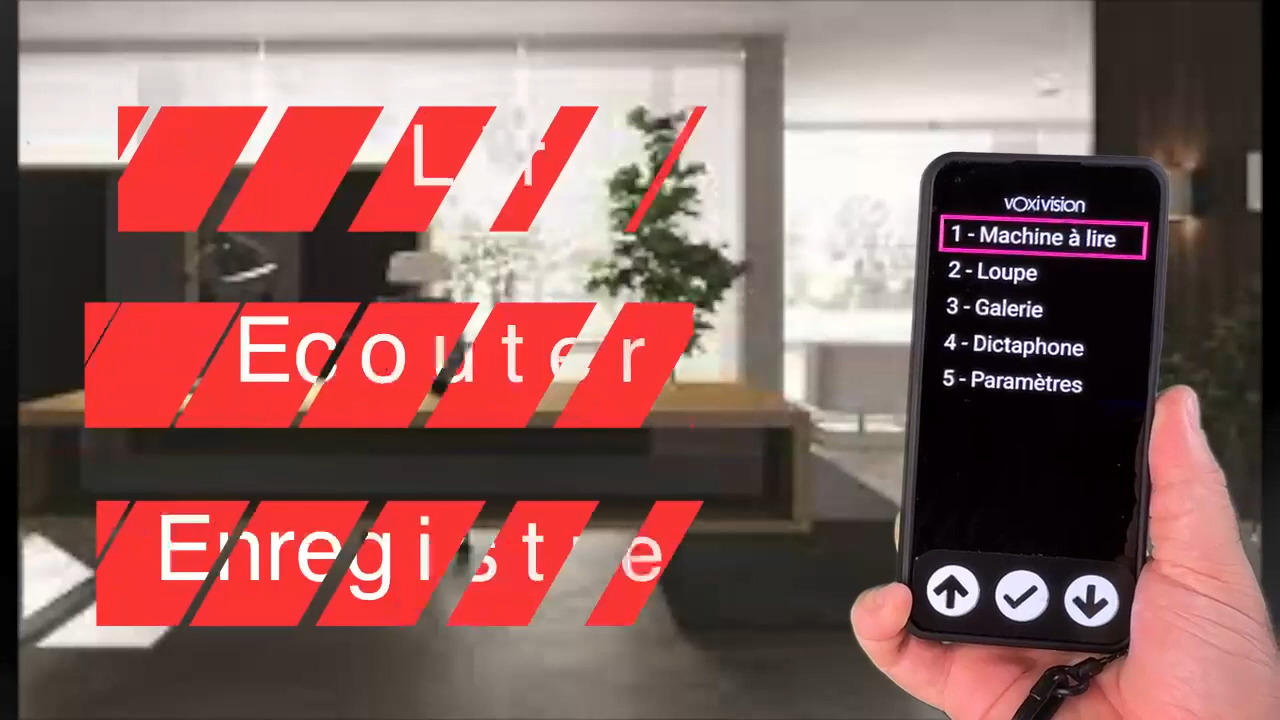 Ecouter
voxivision
1 - Machine à lire
2 - Loupe
3 - Galerie
4 - Dictaphone
5 - Paramètres